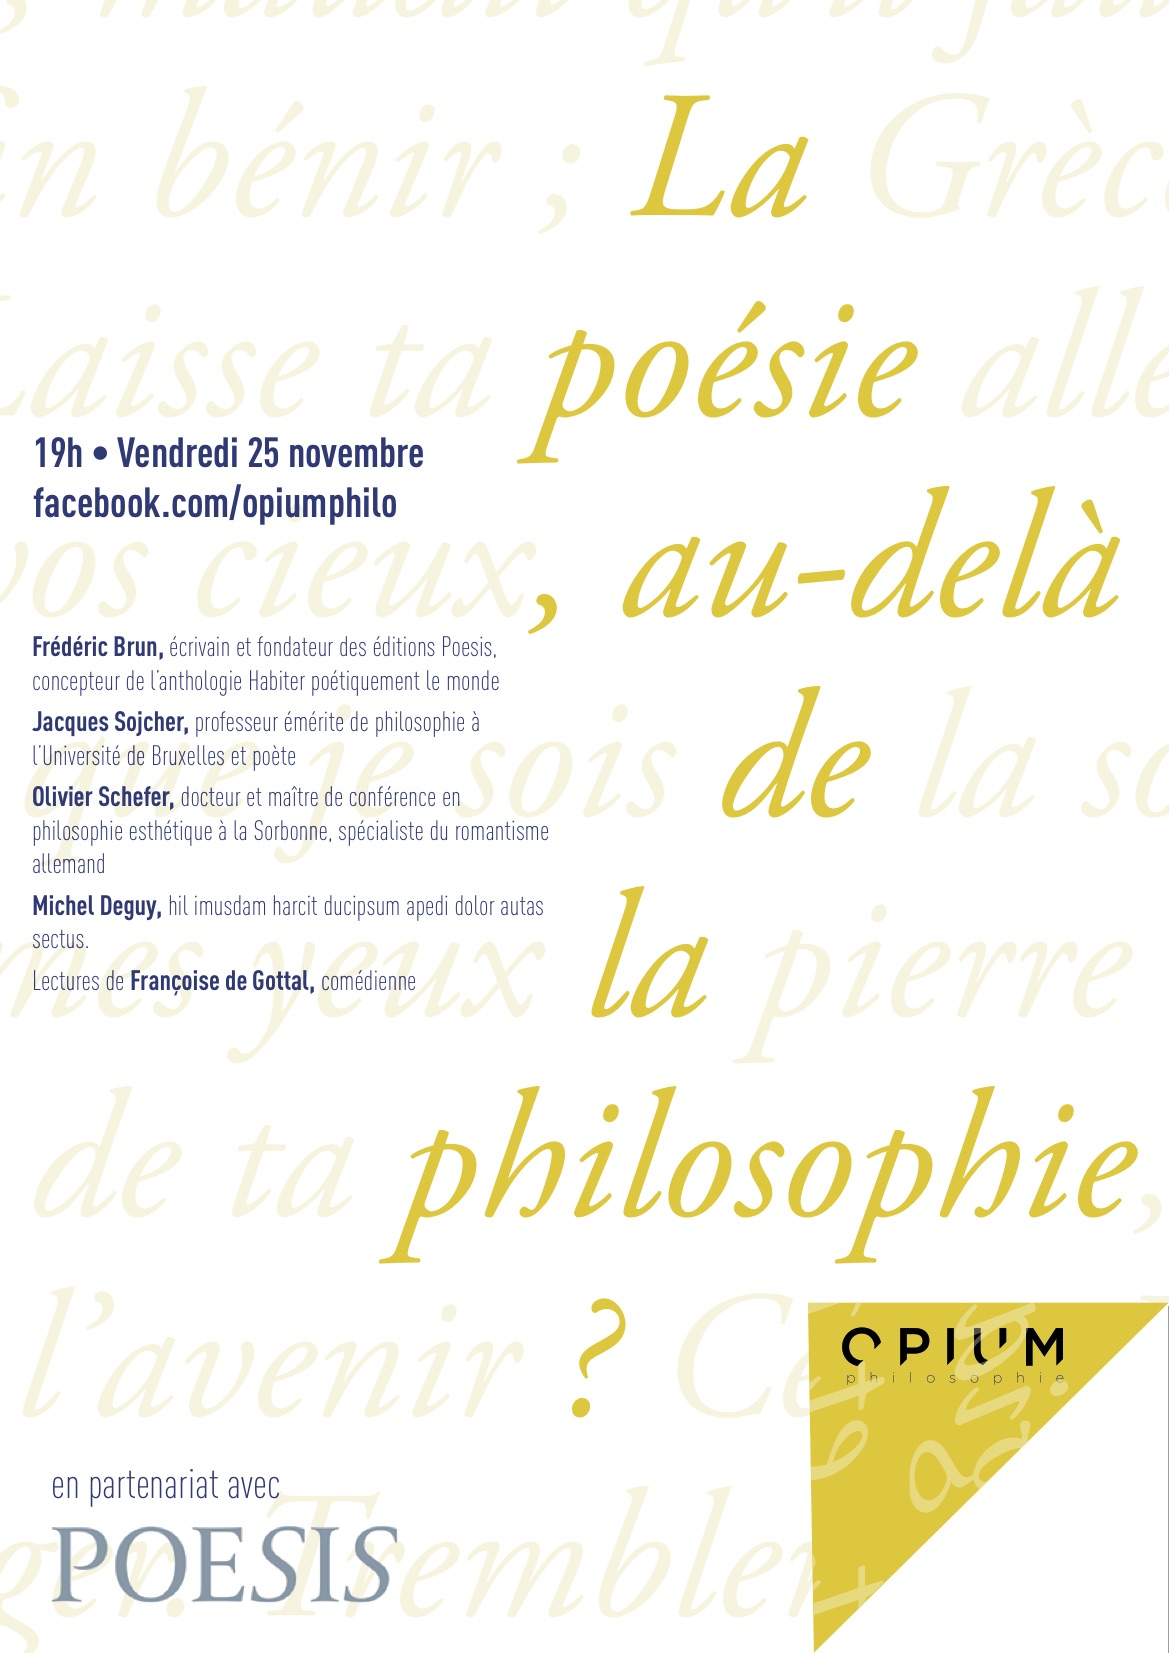 in bénir ; La Grèc
Laisse ta poésie alle
19h • Vendredi 25 novembre
facebook.com/opiumphilo
vos cieux, au-delà
Frédéric Brun, écrivain et fondateur des éditions Poesis,
concepteur de l'anthologie Habiter poétiquement le monde
Jacques Sojcher, professeur émérite de philosophie à
l'Université de Bruxelles et poète
que je sois de la so
Olivier Schefer, docteur et maître de conférence en
philosophie esthétique à la Sorbonne, spécialiste du romantisme
allemand
Michel Deguy, hil imusdam harcit ducipsum apedi dolor autas
sectus.
mes yeux la pierre
Lectures de Françoise de Gottal, comédienne
de ta philosophie,
l'avenir ? Ce
OPIUM
philosophie
en partenariat avec
POESIS
ger. Trembler